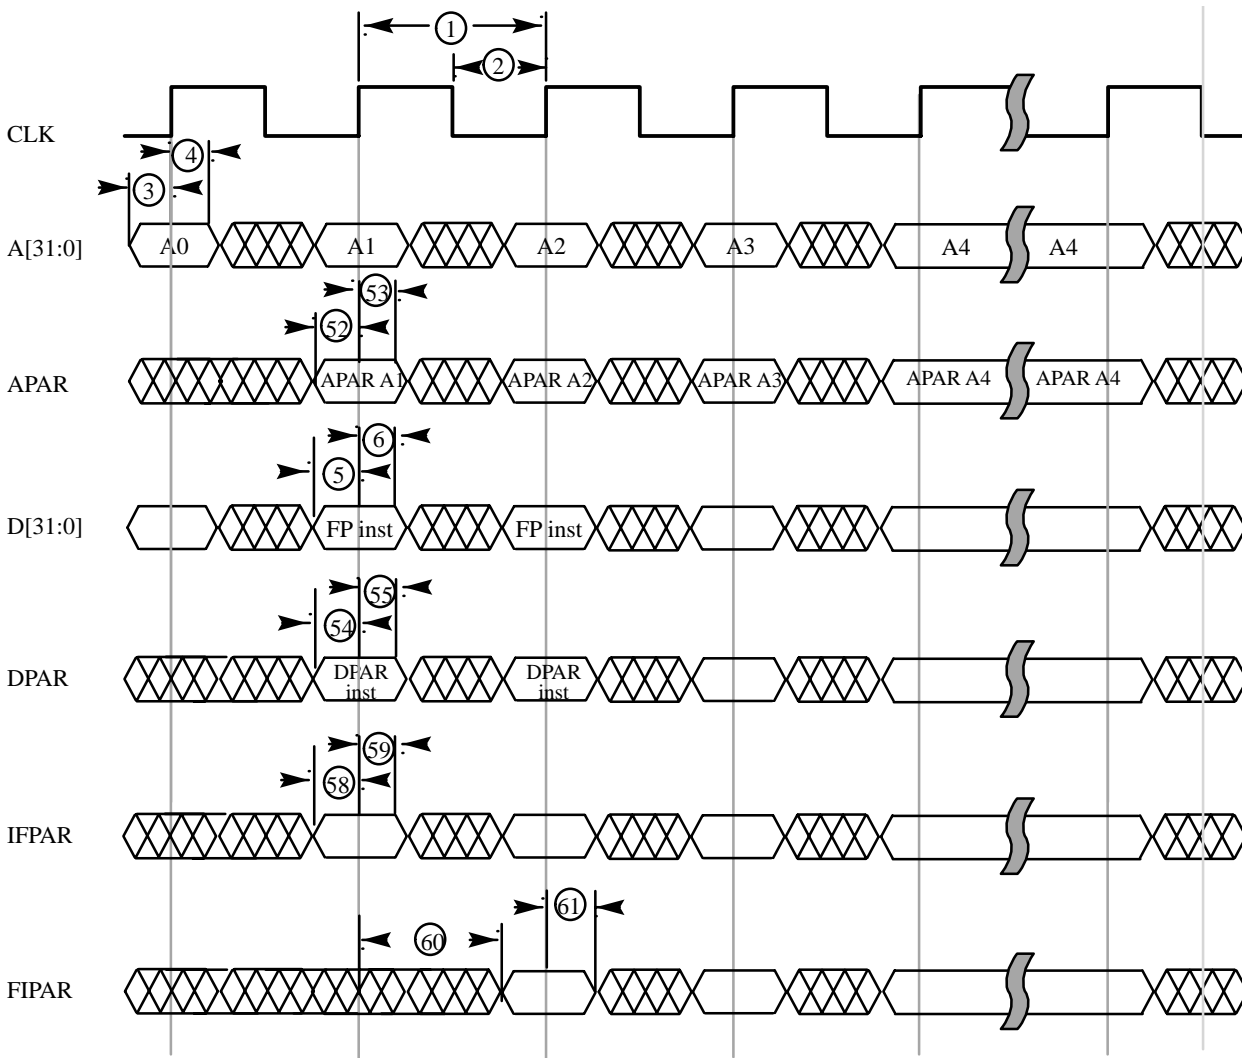 1
2
CLK
4
3
A[31:0] A0 A1 A2 A3 A4 A4
53
52
APAR APAR A1 APAR A2 APAR A3 APAR A4 APAR A4
6
5
D[31:0] FP inst FP inst
55
54
DPAR DPAR inst DPAR inst
59
58
IFPAR
61
60
FIPAR